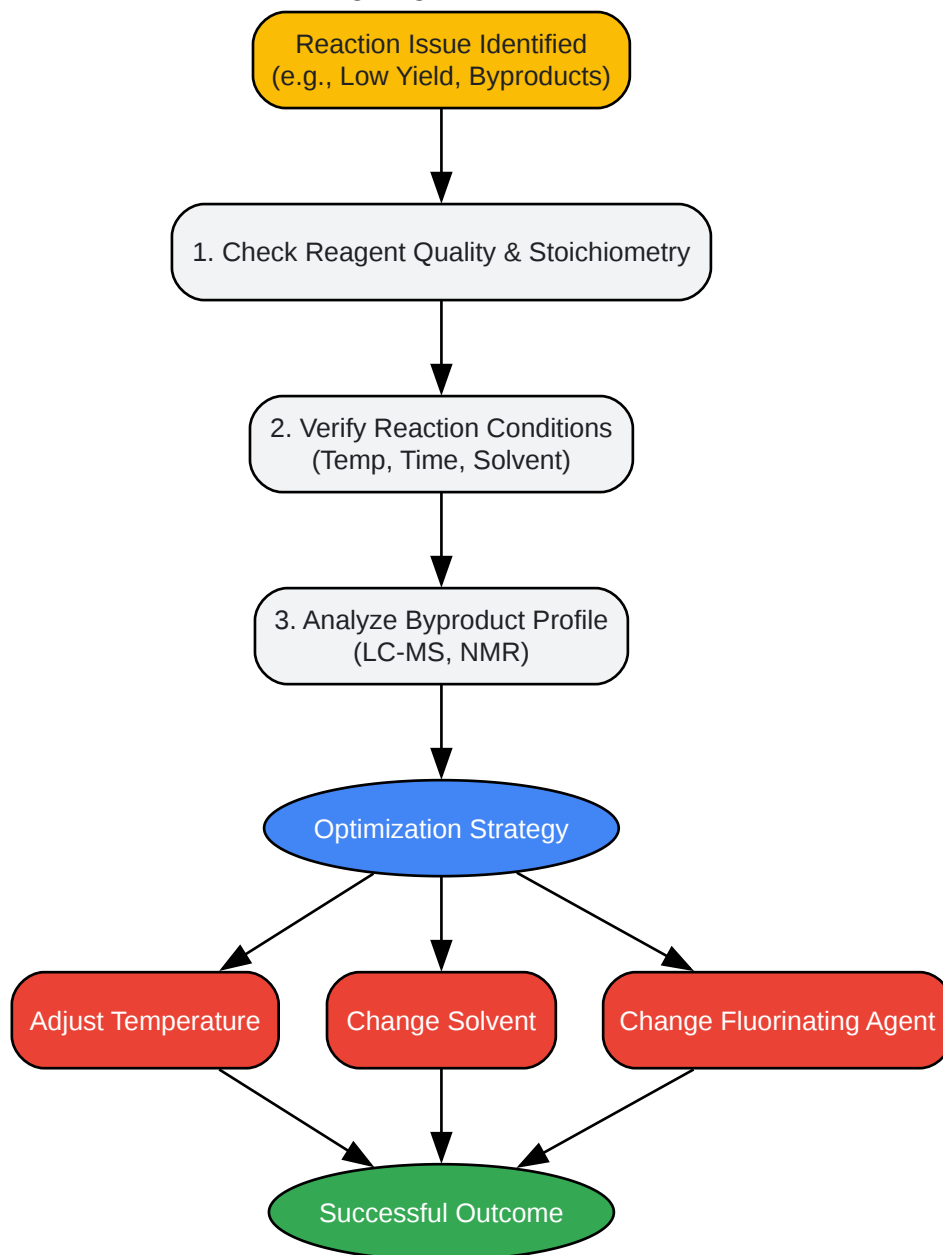 Reaction Issue Identified
(e.g., Low Yield, Byproducts)
1. Check Reagent Quality & Stoichiometry
2. Verify Reaction Conditions
(Temp, Time, Solvent)
3. Analyze Byproduct Profile
(LC-MS, NMR)
Optimization Strategy
Adjust Temperature
Change Solvent
Change Fluorinating Agent
Successful Outcome